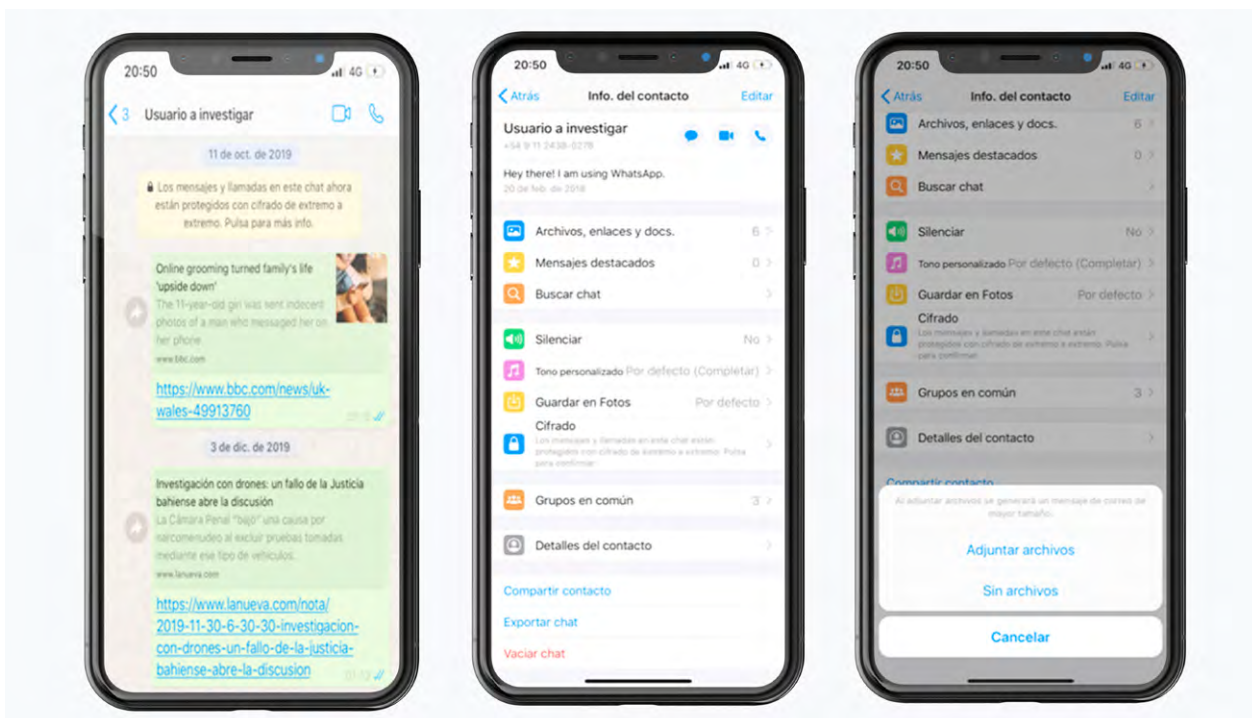 20:50
4G
3 Usuario a investigar
11 de oct. de 2019
Los mensajes y llamadas en este chat ahora
están protegidos con cifrado de extremo a
extremo. Pulsa para más info.
Online grooming turned family's life
'upside down'
The 11-year-old girl was sent indecent
photos of a man who messaged her on
her phone.
www.bbc.com
https://www.bbc.com/news/uk-
wales-49913760
3 de dic. de 2019
Investigación con drones: un fallo de la Justicia
bahiense abre la discusión
La Cámara Penal "bajó" una causa por
narcomenudeo al excluir pruebas tomadas
mediante ese tipo de vehículos.
www.lanueva.com
https://www.lanueva.com/nota/
2019-11-30-6-30-30-investigacion-
con-drones-un-fallo-de-la-justicia-
bahiense-abre-la-discusion
20:50
4G
Atrás Info. del contacto Editar
Usuario a investigar
+54 9 11 2438-0278
Hey there! I am using WhatsApp.
20 de feb. de 2018
Archivos, enlaces y docs. 6
Mensajes destacados 0
Buscar chat
Silenciar No
Tono personalizado Por defecto (Completar)
Guardar en Fotos Por defecto
Cifrado
Los mensajes y llamadas en este chat están
protegidos con cifrado de extremo a extremo. Pulsa
para confirmar.
Grupos en común 3
Detalles del contacto
Compartir contacto
Exportar chat
Vaciar chat
20:50
4G
Atrás Info. del contacto Editar
Archivos, enlaces y docs. 6
Mensajes destacados 0
Buscar chat
Silenciar No
Tono personalizado Por defecto (Completar)
Guardar en Fotos Por defecto
Cifrado
Los mensajes y llamadas en este chat están
protegidos con cifrado de extremo a extremo. Pulsa
para confirmar.
Grupos en común 3
Detalles del contacto
Compartir contacto
Al adjuntar archivos se generará un mensaje de correo de
mayor tamaño.
Adjuntar archivos
Sin archivos
Cancelar